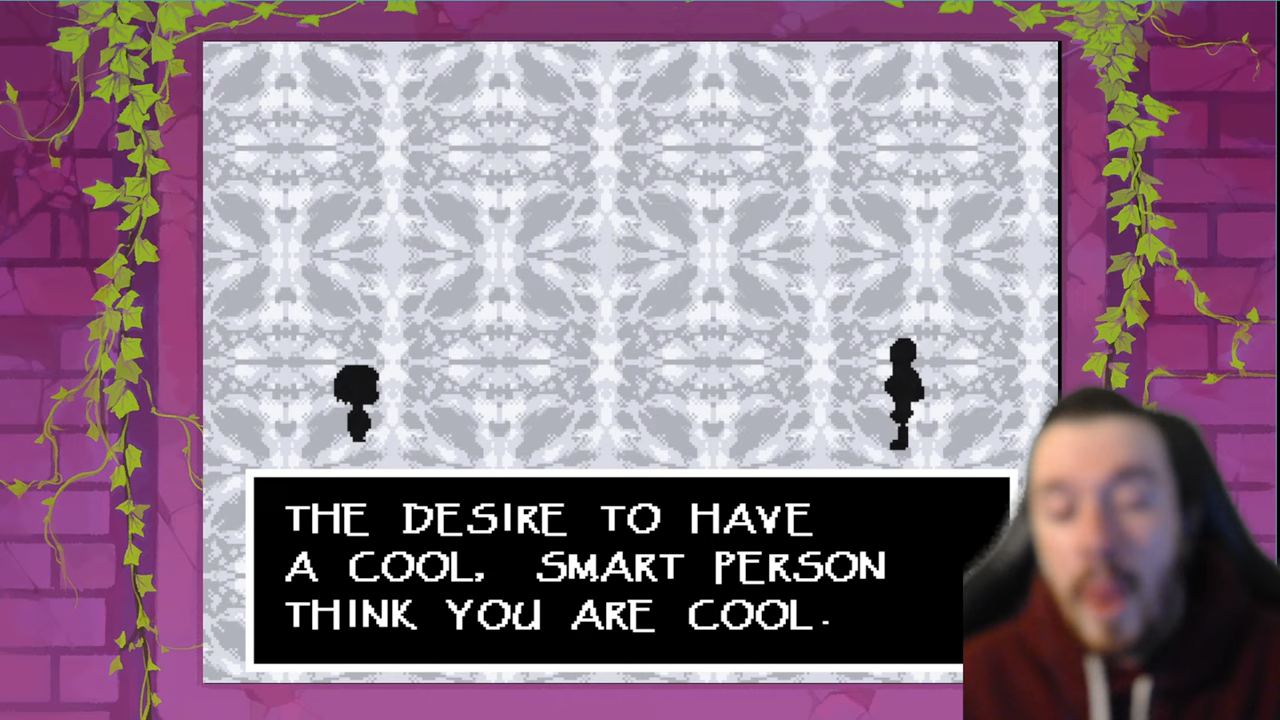 THE DESIRE TO HAVE
A COOL, SMART PERSON
THINK YOU ARE COOL.